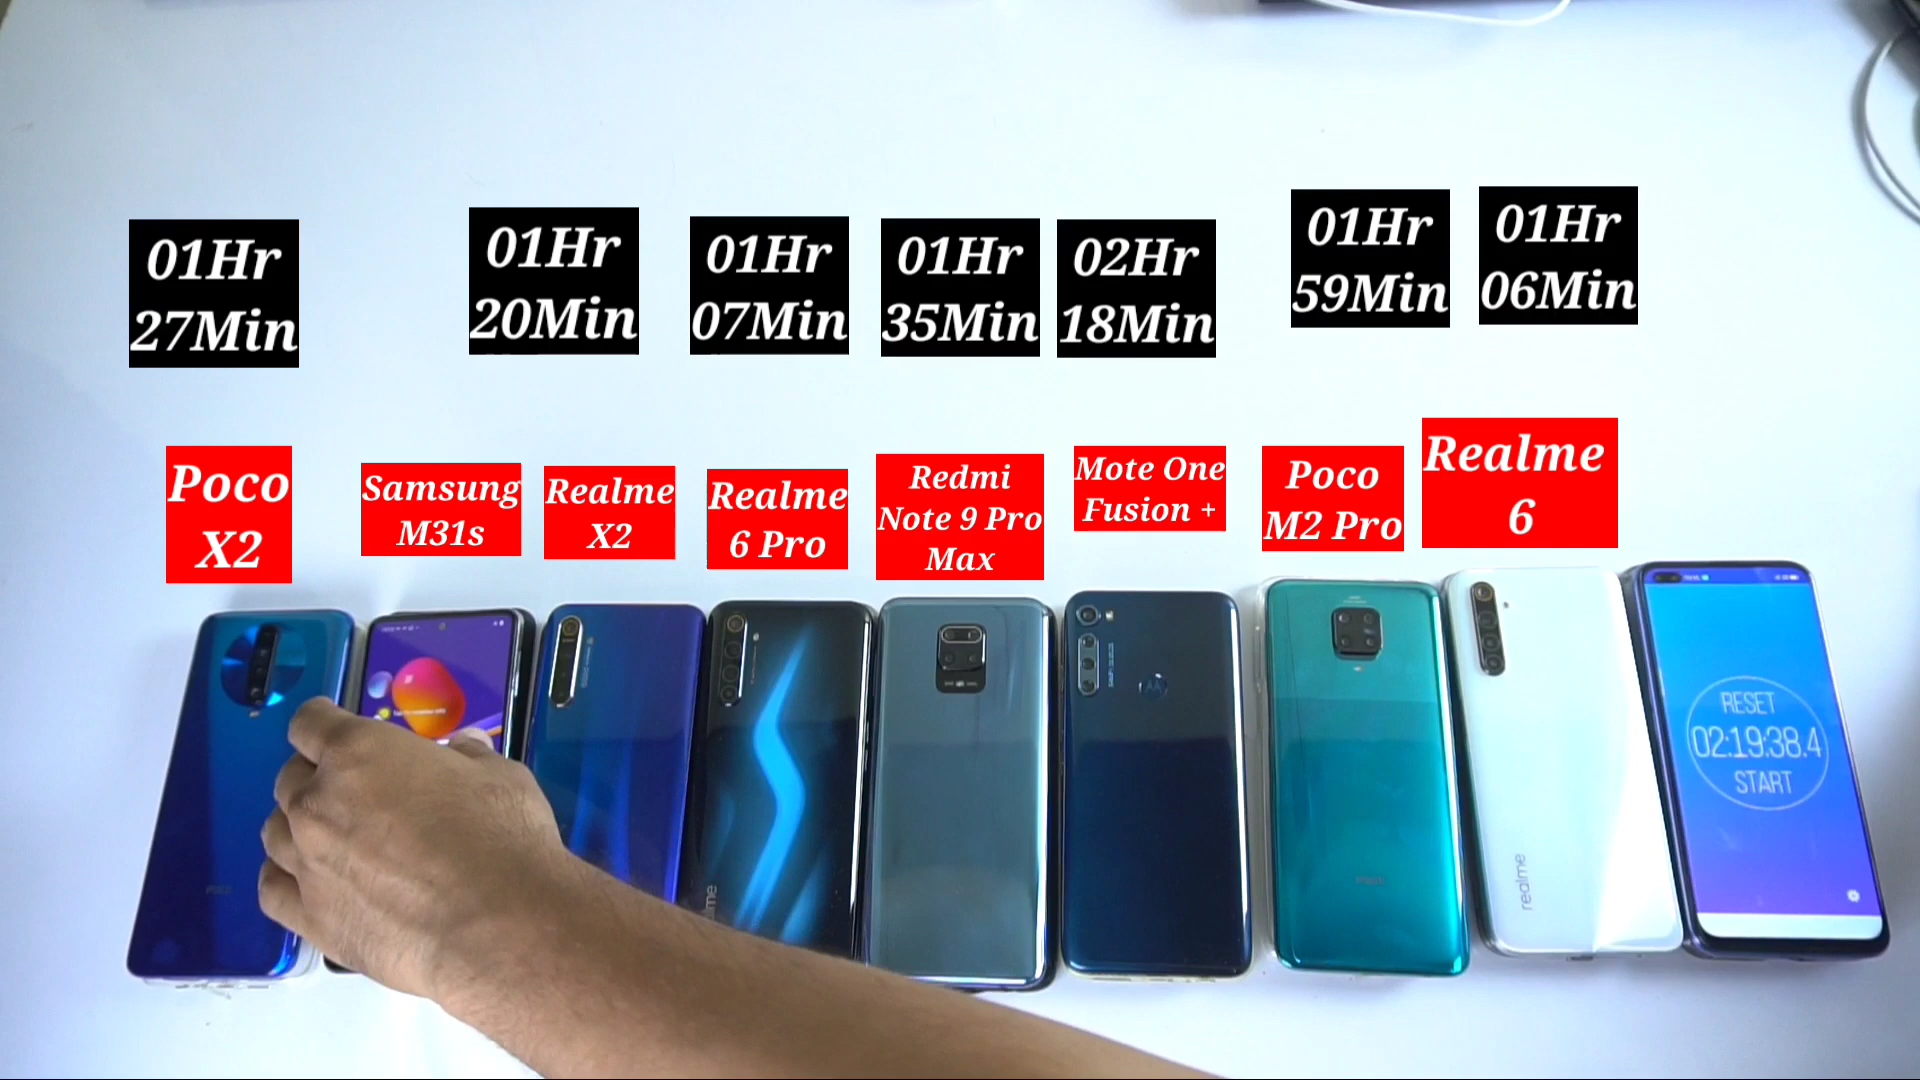 01Hr
27Min
01Hr
20Min
01Hr
07Min
01Hr
35Min
02Hr
18Min
01Hr
59Min
01Hr
06Min
Poco
X2
Samsung
M31s
Realme
X2
Realme
6 Pro
Redmi
Note 9 Pro
Max
Mote One
Fusion +
Poco
M2 Pro
Realme
6
RESET
02:19:38.4
START
realme